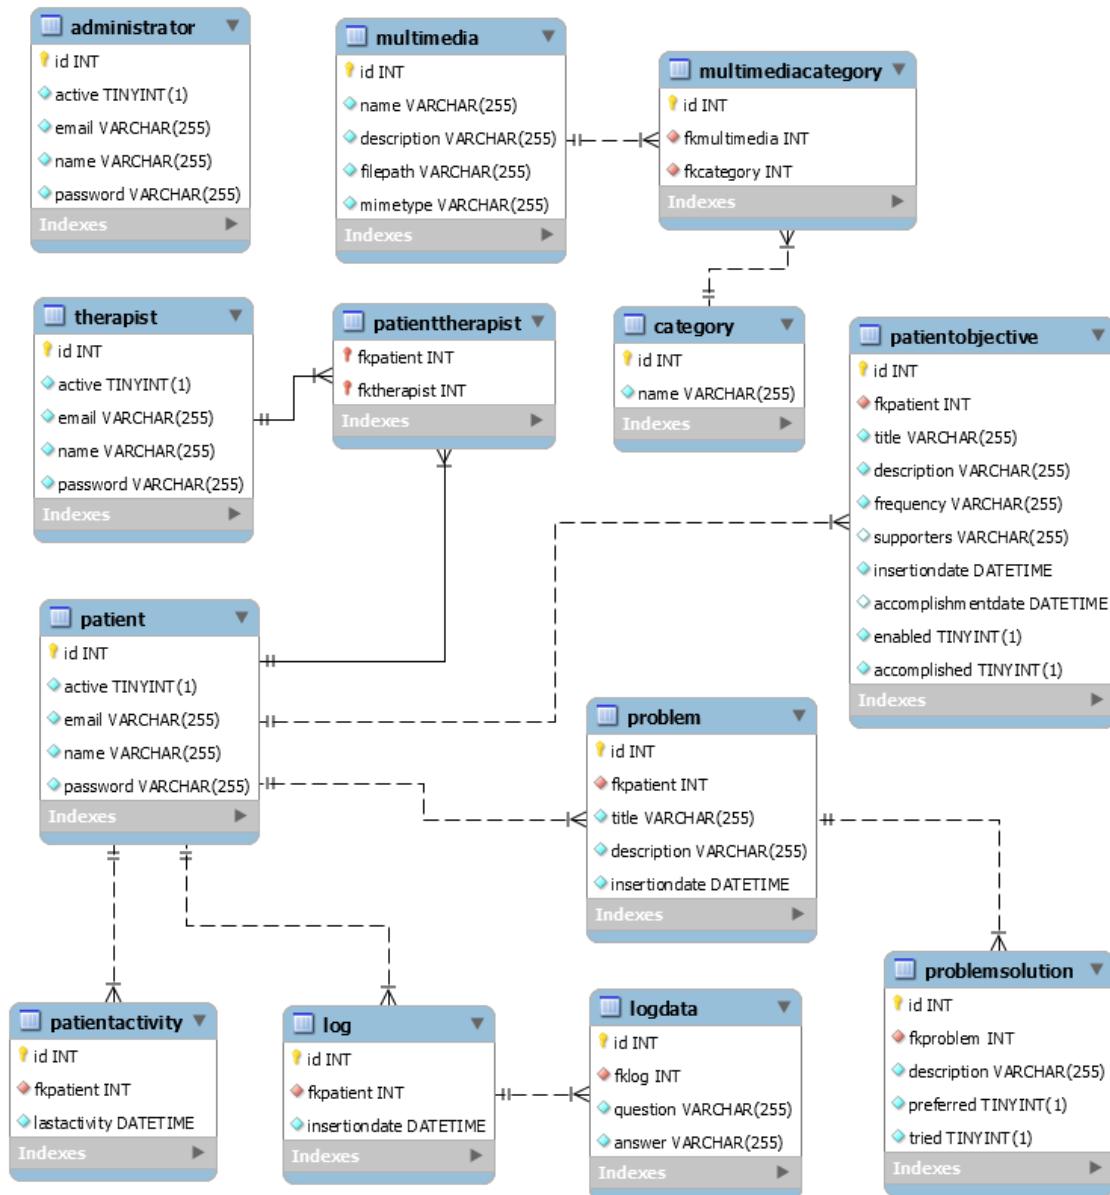 administrator
id INT
active TINYINT(1)
email VARCHAR(255)
name VARCHAR(255)
password VARCHAR(255)
Indexes
multimedia
id INT
name VARCHAR(255)
description VARCHAR(255)
filepath VARCHAR(255)
mimetype VARCHAR(255)
Indexes
multimediacategory
id INT
fkmultimedia INT
fkcategory INT
Indexes
therapist
id INT
active TINYINT(1)
email VARCHAR(255)
name VARCHAR(255)
password VARCHAR(255)
Indexes
patienttherapist
fkpatient INT
fktherapist INT
Indexes
category
id INT
name VARCHAR(255)
Indexes
patientobjective
id INT
fkpatient INT
title VARCHAR(255)
description VARCHAR(255)
frequency VARCHAR(255)
supporters VARCHAR(255)
insertiondate DATETIME
accomplishmentdate DATETIME
enabled TINYINT(1)
accomplished TINYINT(1)
Indexes
patient
id INT
active TINYINT(1)
email VARCHAR(255)
name VARCHAR(255)
password VARCHAR(255)
Indexes
problem
id INT
fkpatient INT
title VARCHAR(255)
description VARCHAR(255)
insertiondate DATETIME
Indexes
patientactivity
id INT
fkpatient INT
lastactivity DATETIME
Indexes
log
id INT
fkpatient INT
insertiondate DATETIME
Indexes
logdata
id INT
fklog INT
question VARCHAR(255)
answer VARCHAR(255)
Indexes
problemsolution
id INT
fkproblem INT
description VARCHAR(255)
preferred TINYINT(1)
tried TINYINT(1)
Indexes